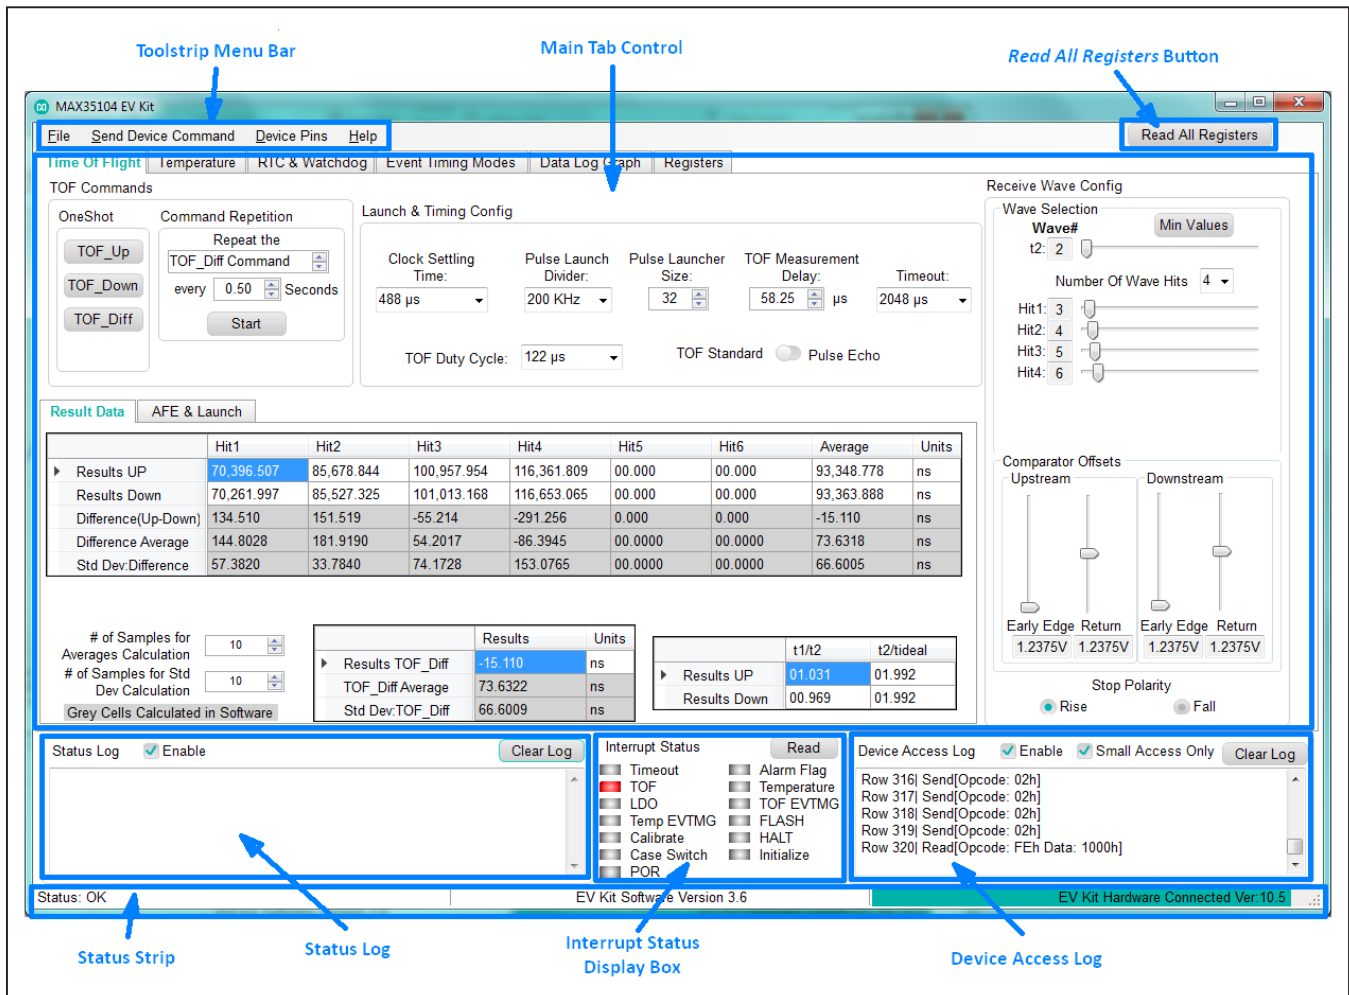 Toolstrip Menu Bar
Main Tab Control
Read All Registers Button
MAX35104 EV Kit
File Send Device Command Device Pins Help
Read All Registers
Time Of Flight Temperature RTC & Watchdog Event Timing Modes Data Log Graph Registers
TOF Commands
OneShot
TOF_Up
TOF_Down
TOF_Diff
Command Repetition
Repeat the
TOF_Diff Command
every 0.50 Seconds
Start
Launch & Timing Config
Clock Settling
Time:
488 µs
Pulse Launch
Divider:
200 KHz
Pulse Launcher
Size:
32
TOF Measurement
Delay:
58.25 µs
Timeout:
2048 µs
TOF Duty Cycle: 122 µs
TOF Standard Pulse Echo
Receive Wave Config
Wave Selection
Wave#
Min Values
t2: 2
Number Of Wave Hits 4
Hit1: 3
Hit2: 4
Hit3: 5
Hit4: 6
Comparator Offsets
Upstream
Downstream
Early Edge Return Early Edge Return
1.2375V 1.2375V 1.2375V 1.2375V
Stop Polarity
Rise Fall
Result Data AFE & Launch
Hit1 Hit2 Hit3 Hit4 Hit5 Hit6 Average Units
Results UP 70,396.507 85,678.844 100,957.954 116,361.809 00.000 00.000 93,348.778 ns
Results Down 70,261.997 85,527.325 101,013.168 116,653.065 00.000 00.000 93,363.888 ns
Difference(Up-Down) 134.510 151.519 -55.214 -291.256 0.000 0.000 -15.110 ns
Difference Average 144.8028 181.9190 54.2017 -86.3945 00.0000 00.0000 73.6318 ns
Std Dev:Difference 57.3820 33.7840 74.1728 153.0765 00.0000 00.0000 66.6005 ns
# of Samples for
Averages Calculation
10
# of Samples for Std
Dev Calculation
10
Grey Cells Calculated in Software
Results Units
Results TOF_Diff -15.110 ns
TOF_Diff Average 73.6322 ns
Std Dev:TOF_Diff 66.6009 ns
t1/t2 t2/tideal
Results UP 01.031 01.992
Results Down 00.969 01.992
Status Log Enable Clear Log
Interrupt Status Read
Timeout Alarm Flag
TOF Temperature
LDO TOF EVTMG
Temp EVTMG FLASH
Calibrate HALT
Case Switch Initialize
POR
Device Access Log Enable Small Access Only Clear Log
Row 316| Send[Opcode: 02h]
Row 317| Send[Opcode: 02h]
Row 318| Send[Opcode: 02h]
Row 319| Send[Opcode: 02h]
Row 320| Read[Opcode: FEh Data: 1000h]
Status: OK
EV Kit Software Version 3.6
EV Kit Hardware Connected Ver:10.5
Status Strip
Status Log
Interrupt Status
Display Box
Device Access Log